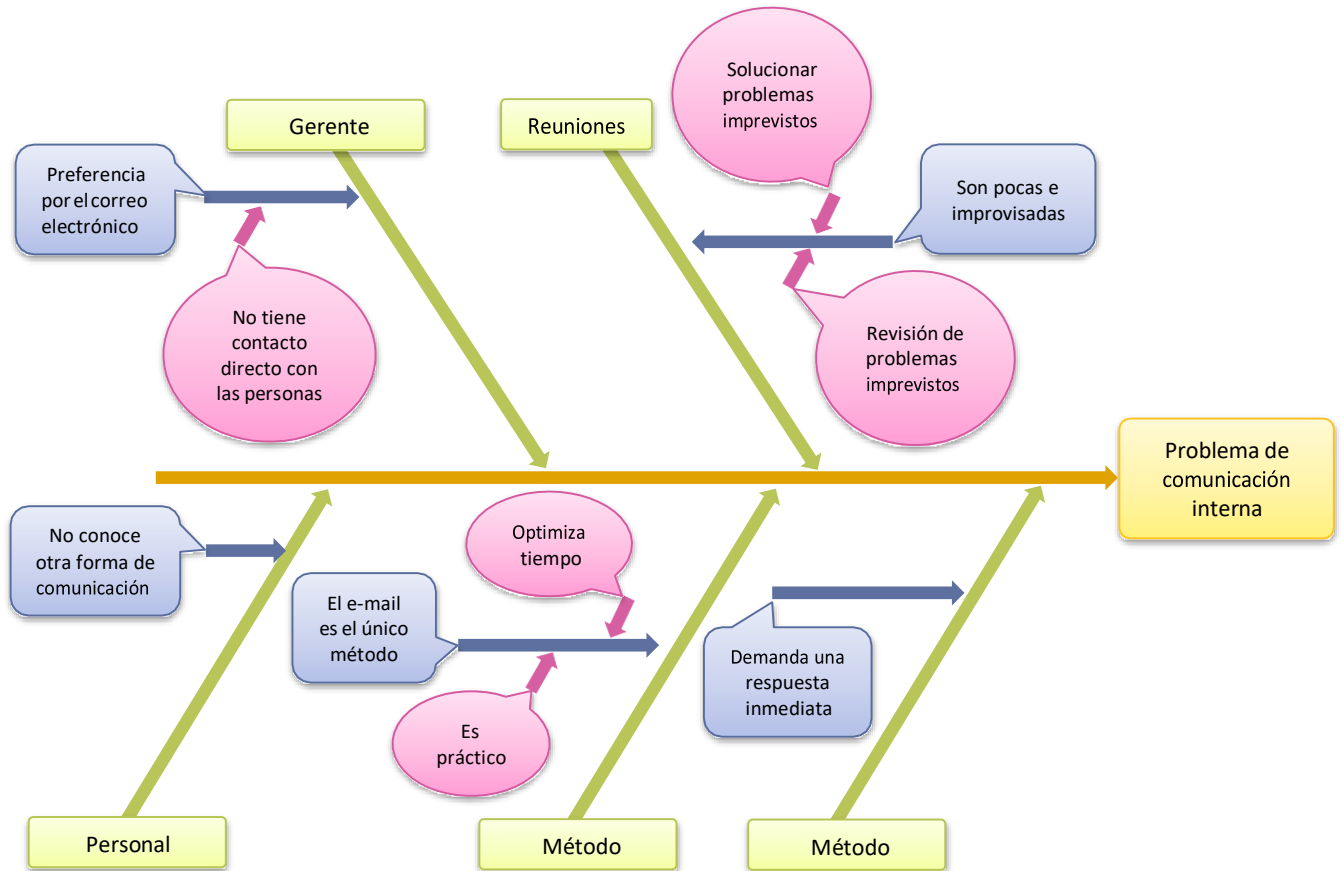 Solucionar
problemas
imprevistos
Gerente
Reuniones
Preferencia
por el correo
electrónico
Son pocas e
improvisadas
No tiene
contacto
directo con
las personas
Revisión de
problemas
imprevistos
Problema de
comunicación
interna
No conoce
otra forma de
comunicación
Optimiza
tiempo
El e-mail
es el único
método
Demanda una
respuesta
inmediata
Es
práctico
Personal
Método
Método